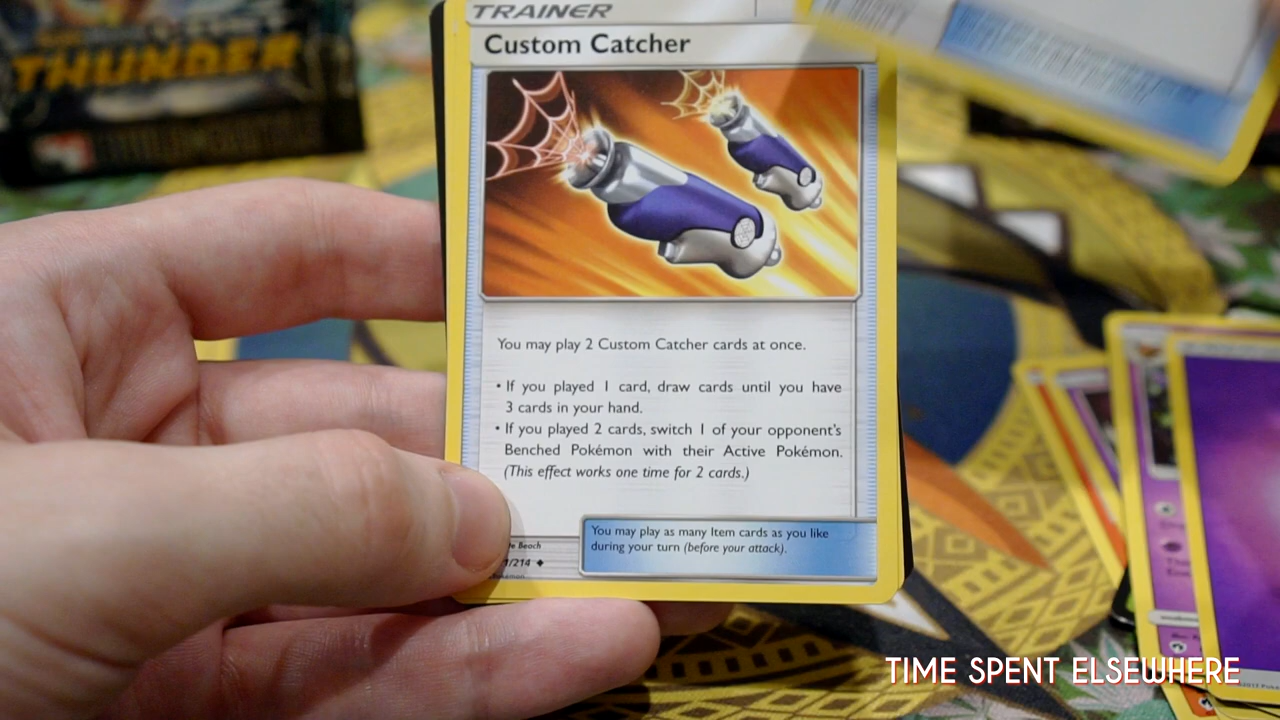 THUNDER
TRAINER
Custom Catcher
You may play 2 Custom Catcher cards at once.
• If you played 1 card, draw cards until you have
3 cards in your hand.
• If you played 2 cards, switch 1 of your opponent's
Benched Pokémon with their Active Pokémon.
(This effect works one time for 2 cards.)
You may play as many Item cards as you like
during your turn (before your attack).
Beach
/214 ◆
Pokémon
TIME SPENT ELSEWHERE